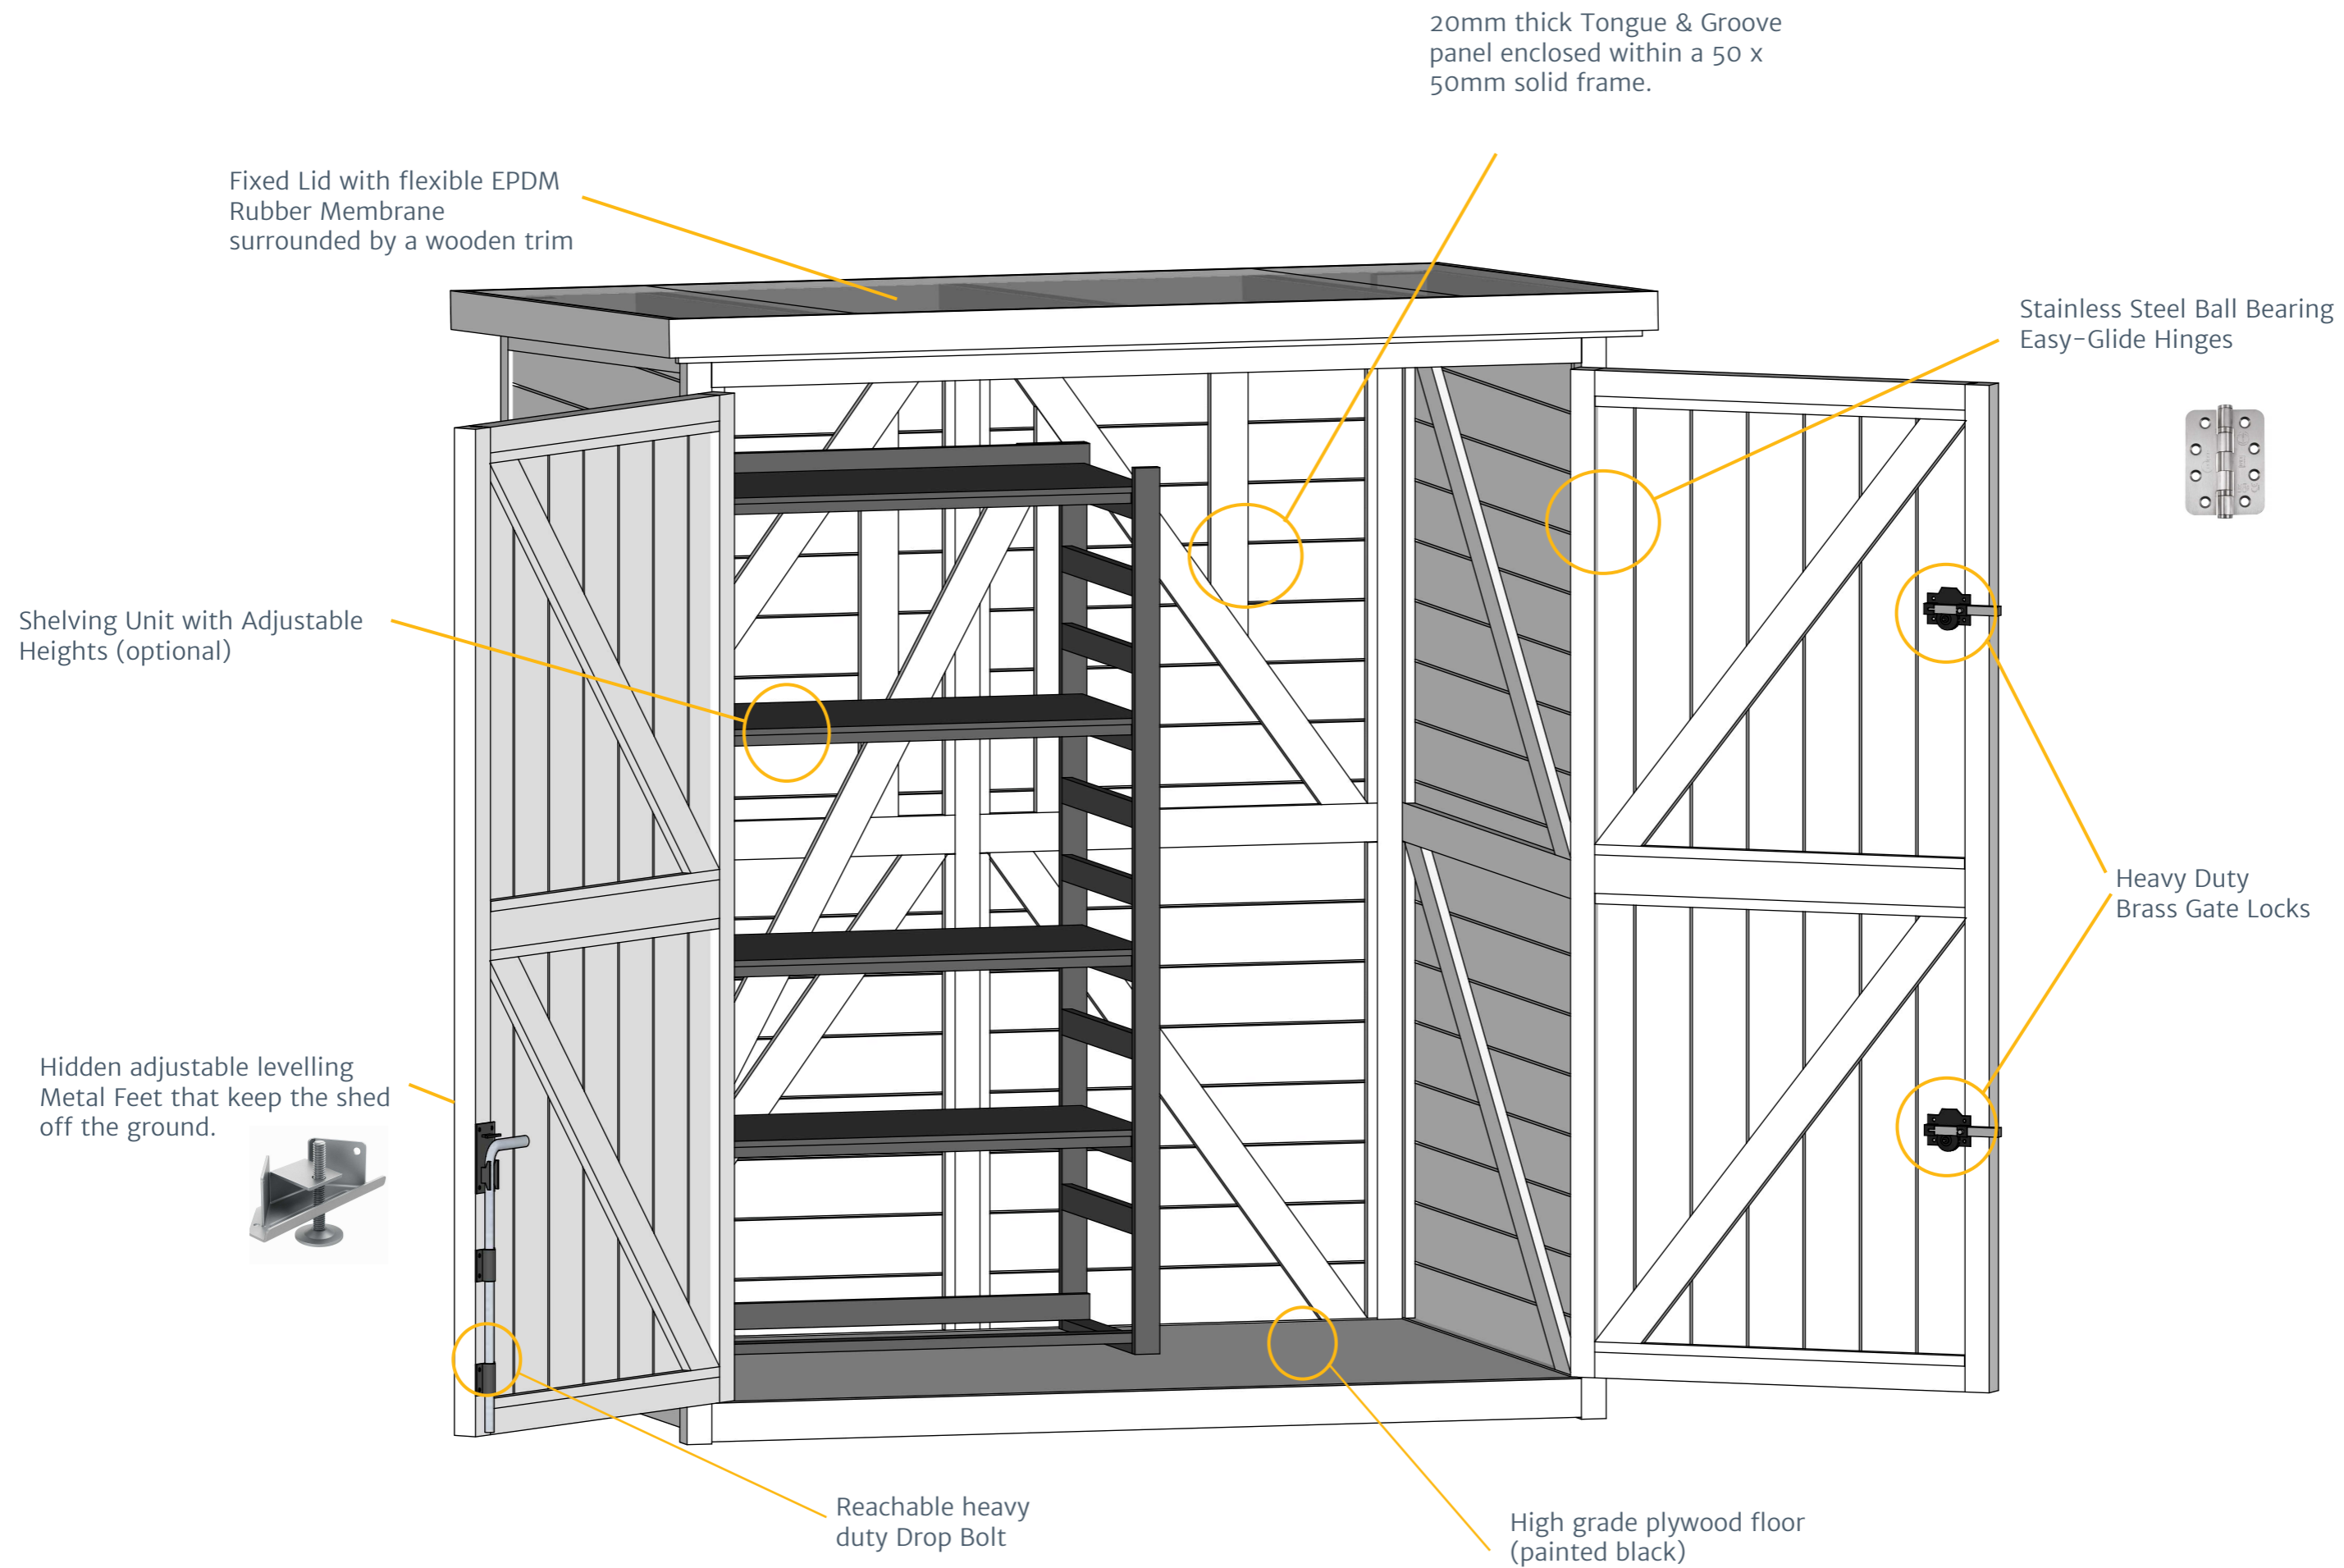 20mm thick Tongue & Groove
panel enclosed within a 50 x
50mm solid frame.
Fixed Lid with flexible EPDM
Rubber Membrane
surrounded by a wooden trim
Stainless Steel Ball Bearing
Easy-Glide Hinges
Shelving Unit with Adjustable
Heights (optional)
Heavy Duty
Brass Gate Locks
Hidden adjustable levelling
Metal Feet that keep the shed
off the ground.
Reachable heavy
duty Drop Bolt
High grade plywood floor
(painted black)